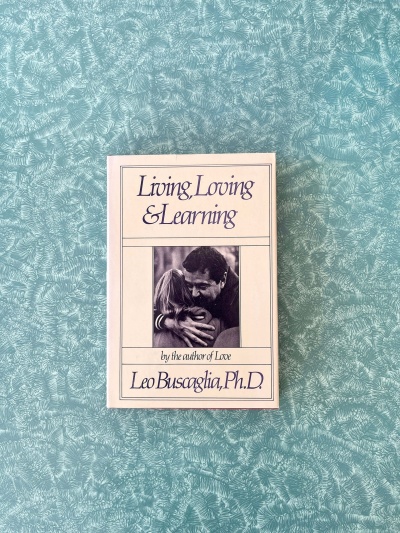 Living, Loving
& Learning
by the author of Love
Leo Buscaglia, Ph.D.